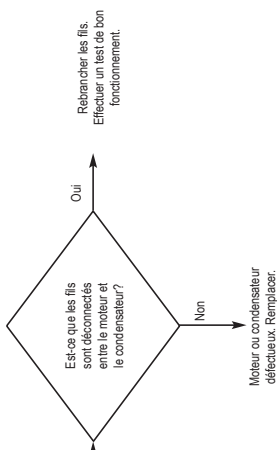 Est-ce que les fils
sont déconnectés
entre le moteur et
le condensateur?
Oui
Rebrancher les fils.
Effectuer un test de bon
fonctionnement.
Non
Moteur ou condensateur
défectueux. Remplacer.